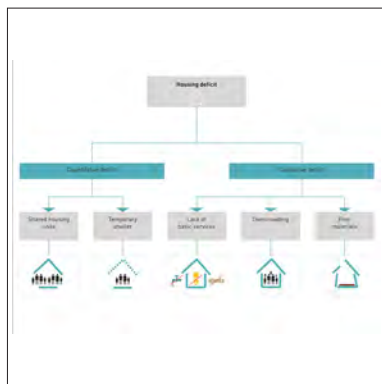 Housing deficit
Quantitative deficit
Qualitative deficit
Shared housing
units
Temporary
shelter
Lack of
basic services
Overcrowding
Poor
materials